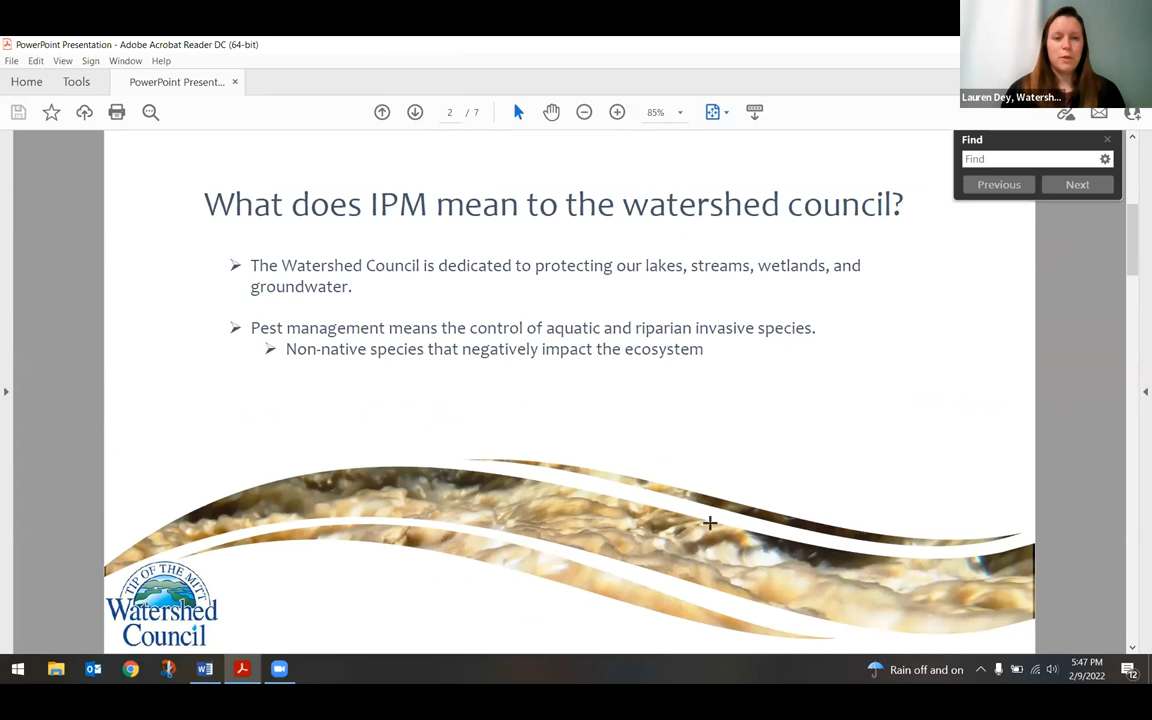 PowerPoint Presentation - Adobe Acrobat Reader DC (64-bit)
File Edit View Sign Window Help
Home Tools PowerPoint Present... ×
2 / 7 85%
Lauren Dey, Watersh...
Find
Find
Previous Next
What does IPM mean to the watershed council?
The Watershed Council is dedicated to protecting our lakes, streams, wetlands, and
groundwater.
Pest management means the control of aquatic and riparian invasive species.
Non-native species that negatively impact the ecosystem
TIP OF THE MITT
Watershed
Council
Rain off and on
5:47 PM
2/9/2022
12